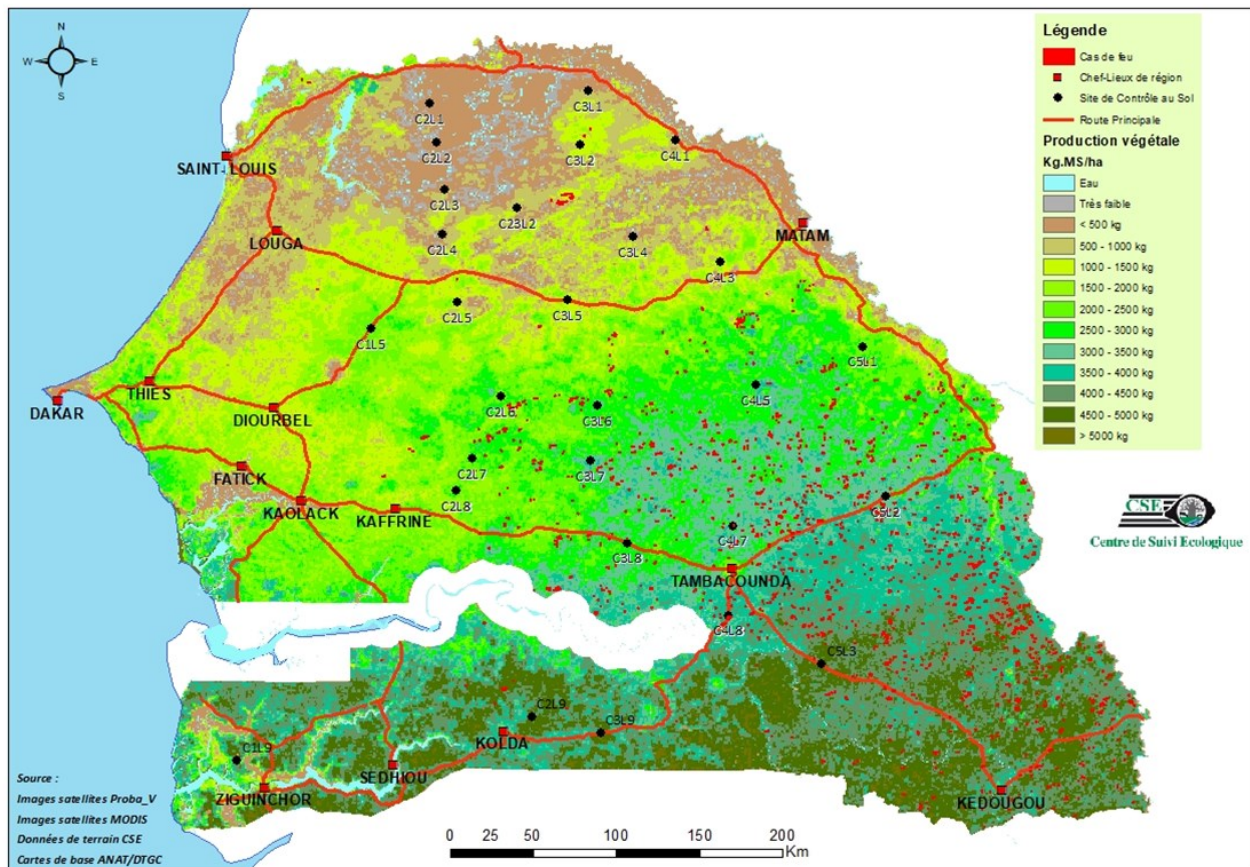 N
W
E
S
Légende
Cas de feu
Chef-Lieux de région
Site de Contrôle au Sol
Route Principale
Production végétale
Kg.MS/ha
Eau
Très faible
< 500 kg
500 - 1000 kg
1000 - 1500 kg
1500 - 2000 kg
2000 - 2500 kg
2500 - 3000 kg
3000 - 3500 kg
3500 - 4000 kg
4000 - 4500 kg
4500 - 5000 kg
> 5000 kg
CSE
Centre de Suivi Ecologique
C2L1
C3L1
C2L2
C3L2
C4L1
SAINT-LOUIS
C2L3
C23L2
LOUGA
C2L4
C3L4
MATAM
C4L3
C2L5
C3L5
C1L5
C5L1
THIES
DAKAR
DIOURBEL
C2L6
C3L6
C4L5
FATICK
C2L7
C3L7
KAOLACK
C2L8
KAFFRINE
C5L2
C4L7
C3L8
TAMBACOUNDA
C4L8
C5L3
C2L9
KOLDA
C3L9
C1L9
SEDHIOU
ZIGUINCHOR
KEDOUGOU
Source :
Images satellites Proba_V
Images satellites MODIS
Données de terrain CSE
Cartes de base ANAT/DTGC
0 25 50 100 150 200
Km